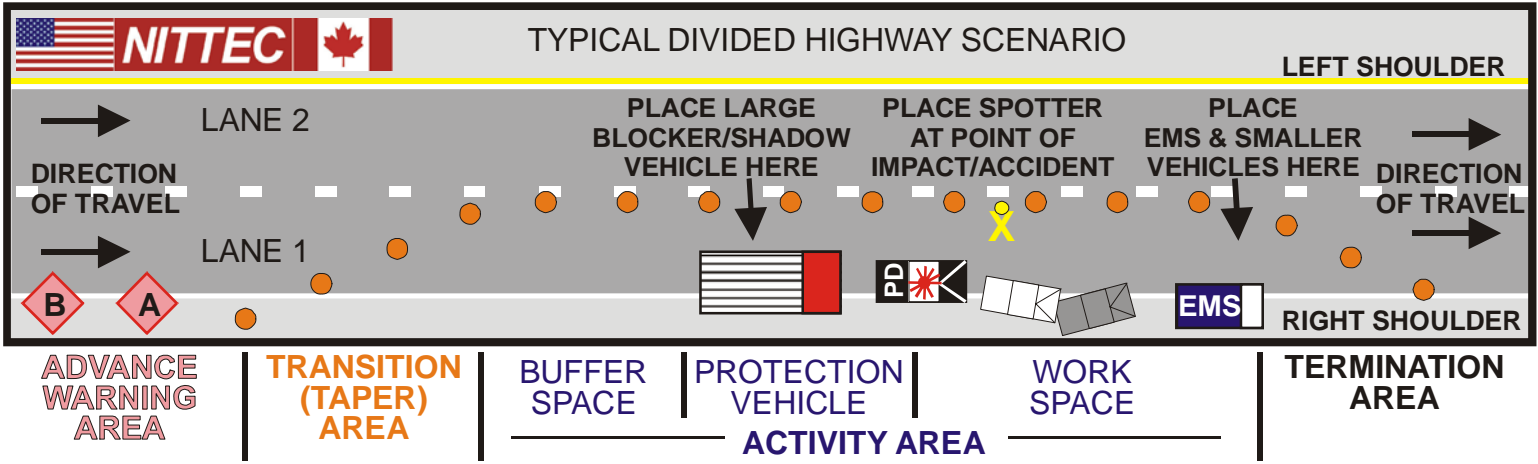 NITTEC
TYPICAL DIVIDED HIGHWAY SCENARIO
LEFT SHOULDER
LANE 2
PLACE LARGE
BLOCKER/SHADOW
VEHICLE HERE
PLACE SPOTTER
AT POINT OF
IMPACT/ACCIDENT
PLACE
EMS & SMALLER
VEHICLES HERE
DIRECTION
OF TRAVEL
DIRECTION
OF TRAVEL
LANE 1
X
PD
B
A
EMS
RIGHT SHOULDER
ADVANCE
WARNING
AREA
TRANSITION
(TAPER)
AREA
BUFFER
SPACE
PROTECTION
VEHICLE
WORK
SPACE
TERMINATION
AREA
ACTIVITY AREA